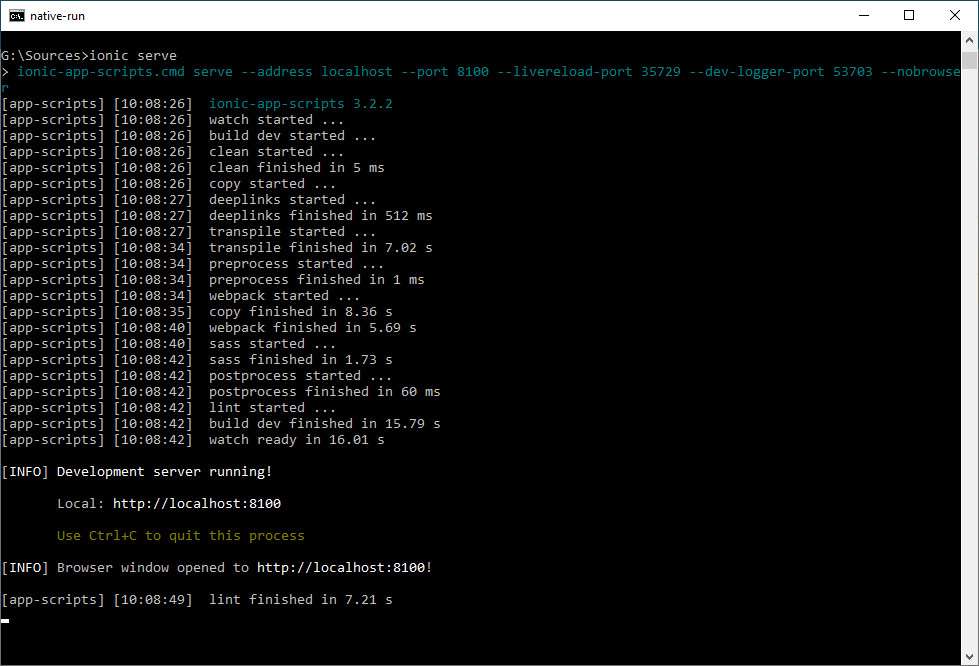 native-run
G:\Sources>ionic serve
> ionic-app-scripts.cmd serve --address localhost --port 8100 --livereload-port 35729 --dev-logger-port 53703 --nobrowse
r
[app-scripts] [10:08:26]  ionic-app-scripts 3.2.2
[app-scripts] [10:08:26]  watch started ...
[app-scripts] [10:08:26]  build dev started ...
[app-scripts] [10:08:26]  clean started ...
[app-scripts] [10:08:26]  clean finished in 5 ms
[app-scripts] [10:08:26]  copy started ...
[app-scripts] [10:08:27]  deeplinks started ...
[app-scripts] [10:08:27]  deeplinks finished in 512 ms
[app-scripts] [10:08:27]  transpile started ...
[app-scripts] [10:08:34]  transpile finished in 7.02 s
[app-scripts] [10:08:34]  preprocess started ...
[app-scripts] [10:08:34]  preprocess finished in 1 ms
[app-scripts] [10:08:34]  webpack started ...
[app-scripts] [10:08:35]  copy finished in 8.36 s
[app-scripts] [10:08:40]  webpack finished in 5.69 s
[app-scripts] [10:08:40]  sass started ...
[app-scripts] [10:08:42]  sass finished in 1.73 s
[app-scripts] [10:08:42]  postprocess started ...
[app-scripts] [10:08:42]  postprocess finished in 60 ms
[app-scripts] [10:08:42]  lint started ...
[app-scripts] [10:08:42]  build dev finished in 15.79 s
[app-scripts] [10:08:42]  watch ready in 16.01 s
[INFO] Development server running!
Local: http://localhost:8100
Use Ctrl+C to quit this process
[INFO] Browser window opened to http://localhost:8100!
[app-scripts] [10:08:49]  lint finished in 7.21 s